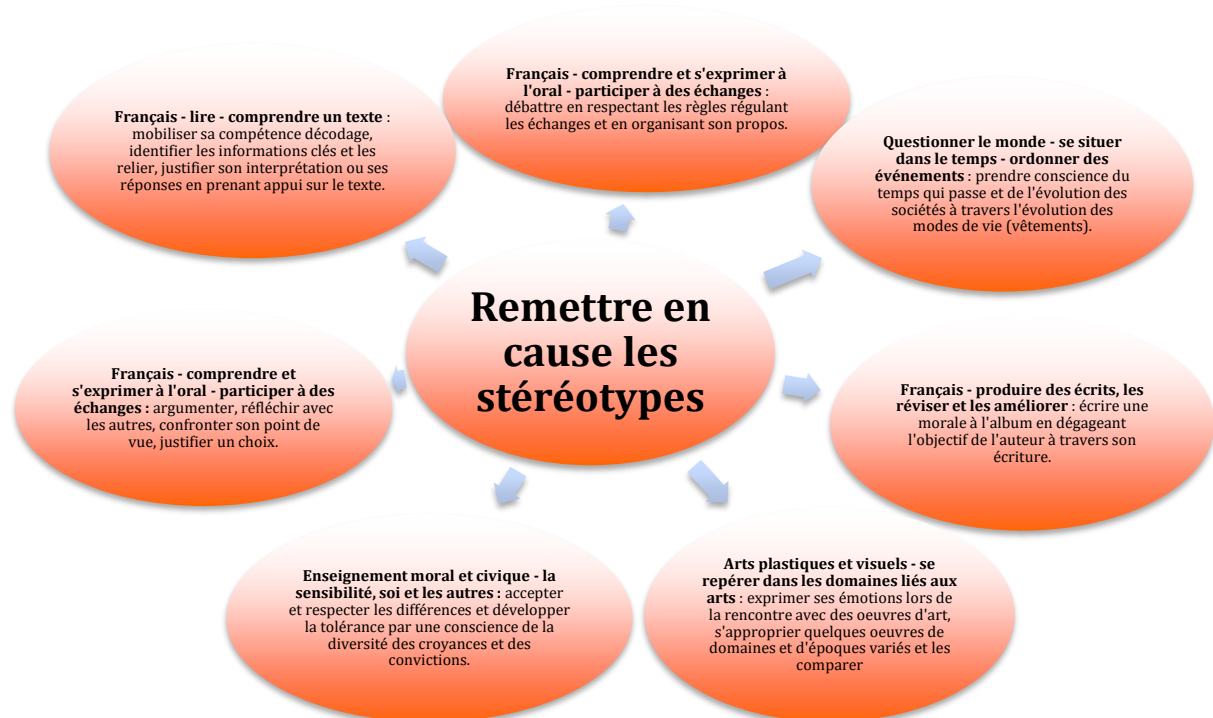 Français - comprendre et s'exprimer à
l'oral - participer à des échanges :
débattre en respectant les règles régulant
les échanges et en organisant son propos.
Français - lire - comprendre un texte :
mobiliser sa compétence décodage,
identifier les informations clés et les
relier, justifier son interprétation ou ses
réponses en prenant appui sur le texte.
Questionner le monde - se situer
dans le temps - ordonner des
événements : prendre conscience du
temps qui passe et de l'évolution des
sociétés à travers l'évolution des
modes de vie (vêtements).
Remettre en
cause les
stéréotypes
Français - comprendre et
s'exprimer à l'oral - participer à des
échanges : argumenter, réfléchir avec
les autres, confronter son point de
vue, justifier un choix.
Français - produire des écrits, les
réviser et les améliorer : écrire une
morale à l'album en dégageant
l'objectif de l'auteur à travers son
écriture.
Enseignement moral et civique - la
sensibilité, soi et les autres : accepter
et respecter les différences et développer
la tolérance par une conscience de la
diversité des croyances et des
convictions.
Arts plastiques et visuels - se
repérer dans les domaines liés aux
arts : exprimer ses émotions lors de
la rencontre avec des oeuvres d'art,
s'approprier quelques oeuvres de
domaines et d'époques variés et les
comparer